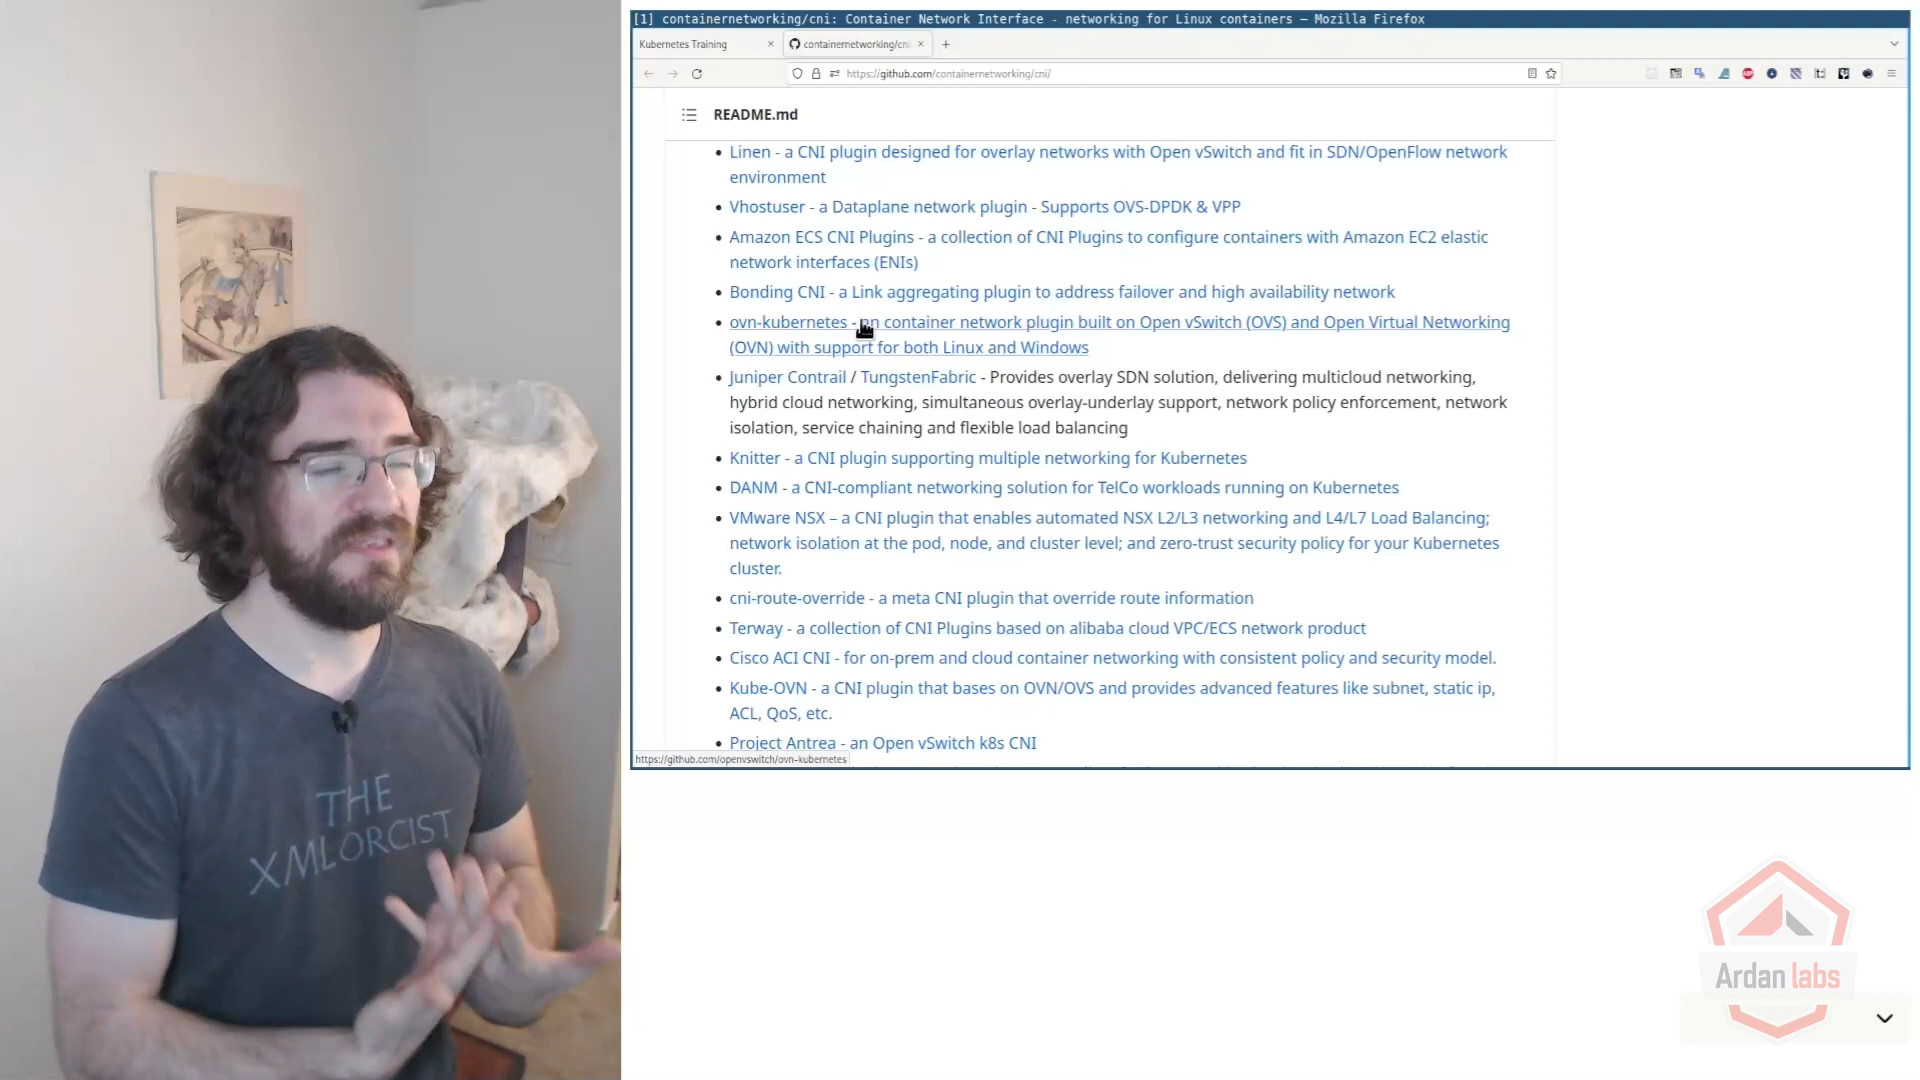 [1] containernetworking/cni: Container Network Interface - networking for Linux containers — Mozilla Firefox
Kubernetes Training
containernetworking/cni
https://github.com/containernetworking/cni/
README.md
Linen - a CNI plugin designed for overlay networks with Open vSwitch and fit in SDN/OpenFlow network
environment
Vhostuser - a Dataplane network plugin - Supports OVS-DPDK & VPP
Amazon ECS CNI Plugins - a collection of CNI Plugins to configure containers with Amazon EC2 elastic
network interfaces (ENIs)
Bonding CNI - a Link aggregating plugin to address failover and high availability network
ovn-kubernetes - an container network plugin built on Open vSwitch (OVS) and Open Virtual Networking
(OVN) with support for both Linux and Windows
Juniper Contrail / TungstenFabric - Provides overlay SDN solution, delivering multicloud networking,
hybrid cloud networking, simultaneous overlay-underlay support, network policy enforcement, network
isolation, service chaining and flexible load balancing
Knitter - a CNI plugin supporting multiple networking for Kubernetes
DANM - a CNI-compliant networking solution for TelCo workloads running on Kubernetes
VMware NSX – a CNI plugin that enables automated NSX L2/L3 networking and L4/L7 Load Balancing;
network isolation at the pod, node, and cluster level; and zero-trust security policy for your Kubernetes
cluster.
cni-route-override - a meta CNI plugin that override route information
Terway - a collection of CNI Plugins based on alibaba cloud VPC/ECS network product
Cisco ACI CNI - for on-prem and cloud container networking with consistent policy and security model.
Kube-OVN - a CNI plugin that bases on OVN/OVS and provides advanced features like subnet, static ip,
ACL, QoS, etc.
Project Antrea - an Open vSwitch k8s CNI
https://github.com/openvswitch/ovn-kubernetes
THE
XMLORCIST
Ardan labs